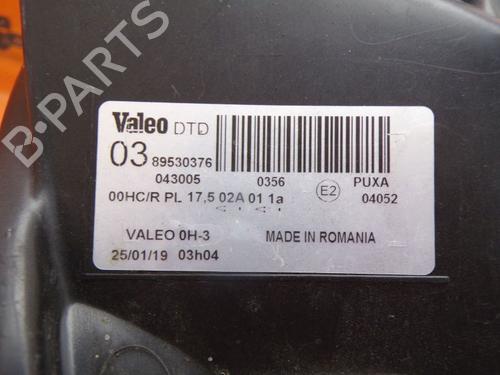 B-PARTS
Valeo DTD
03 89530376
043005 0356 E2 PUXA
00HC/R PL 17,5 02A 01 1a 04052
VALEO 0H-3 MADE IN ROMANIA
25/01/19 03h04